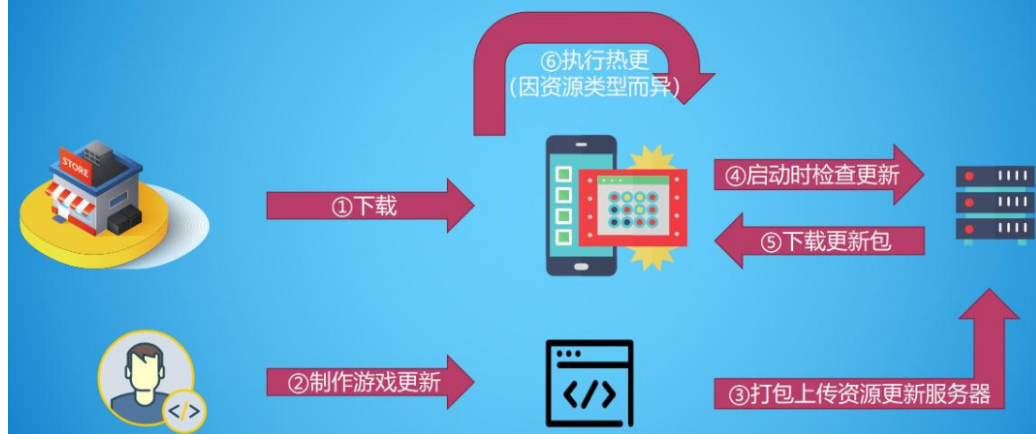 ⑥执行热更
(因资源类型而异)
STORE
①下载
④启动时检查更新
⑤下载更新包
②制作游戏更新
</>
</>
③打包上传资源更新服务器